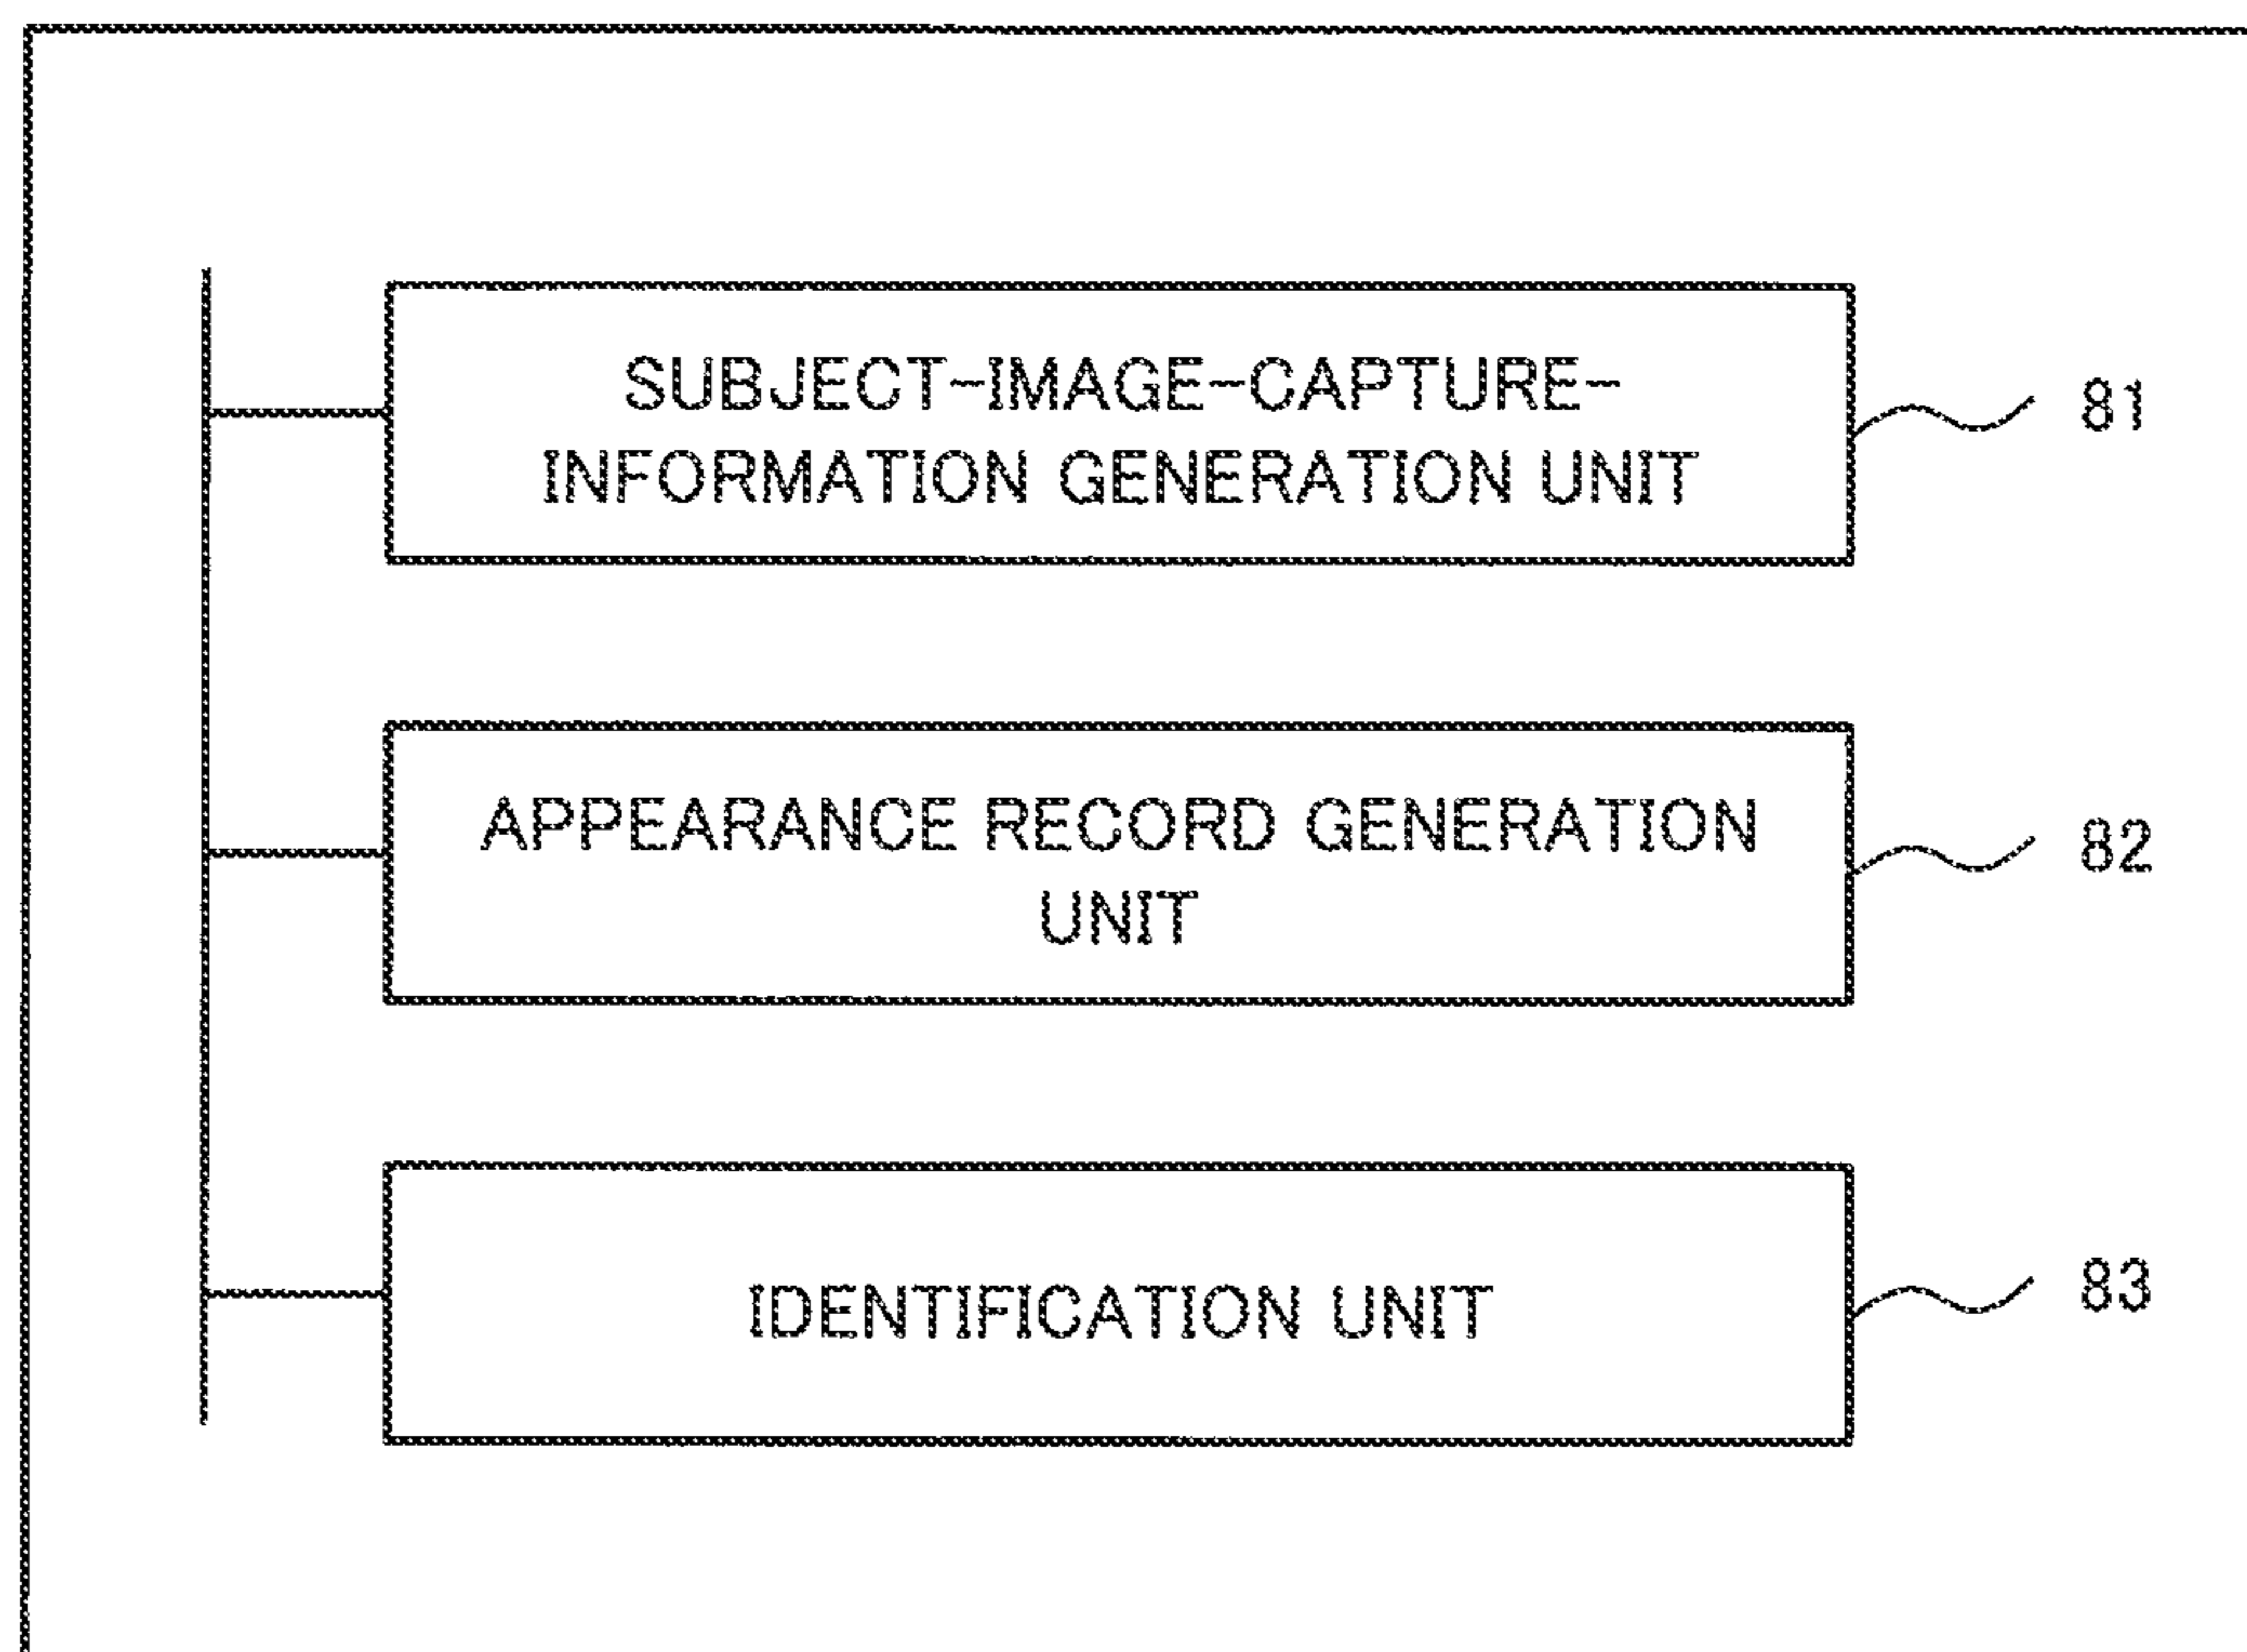 SUBJECT-IMAGE-CAPTURE-
INFORMATION GENERATION UNIT
81
APPEARANCE RECORD GENERATION
UNIT
82
IDENTIFICATION UNIT
83